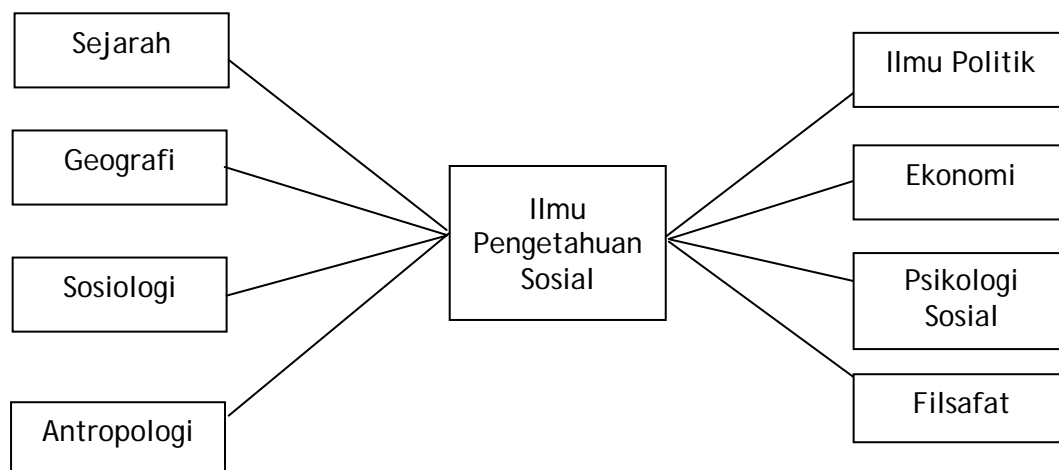 Sejarah
Geografi
Sosiologi
Antropologi
Ilmu
Pengetahuan
Sosial
Ilmu Politik
Ekonomi
Psikologi
Sosial
Filsafat